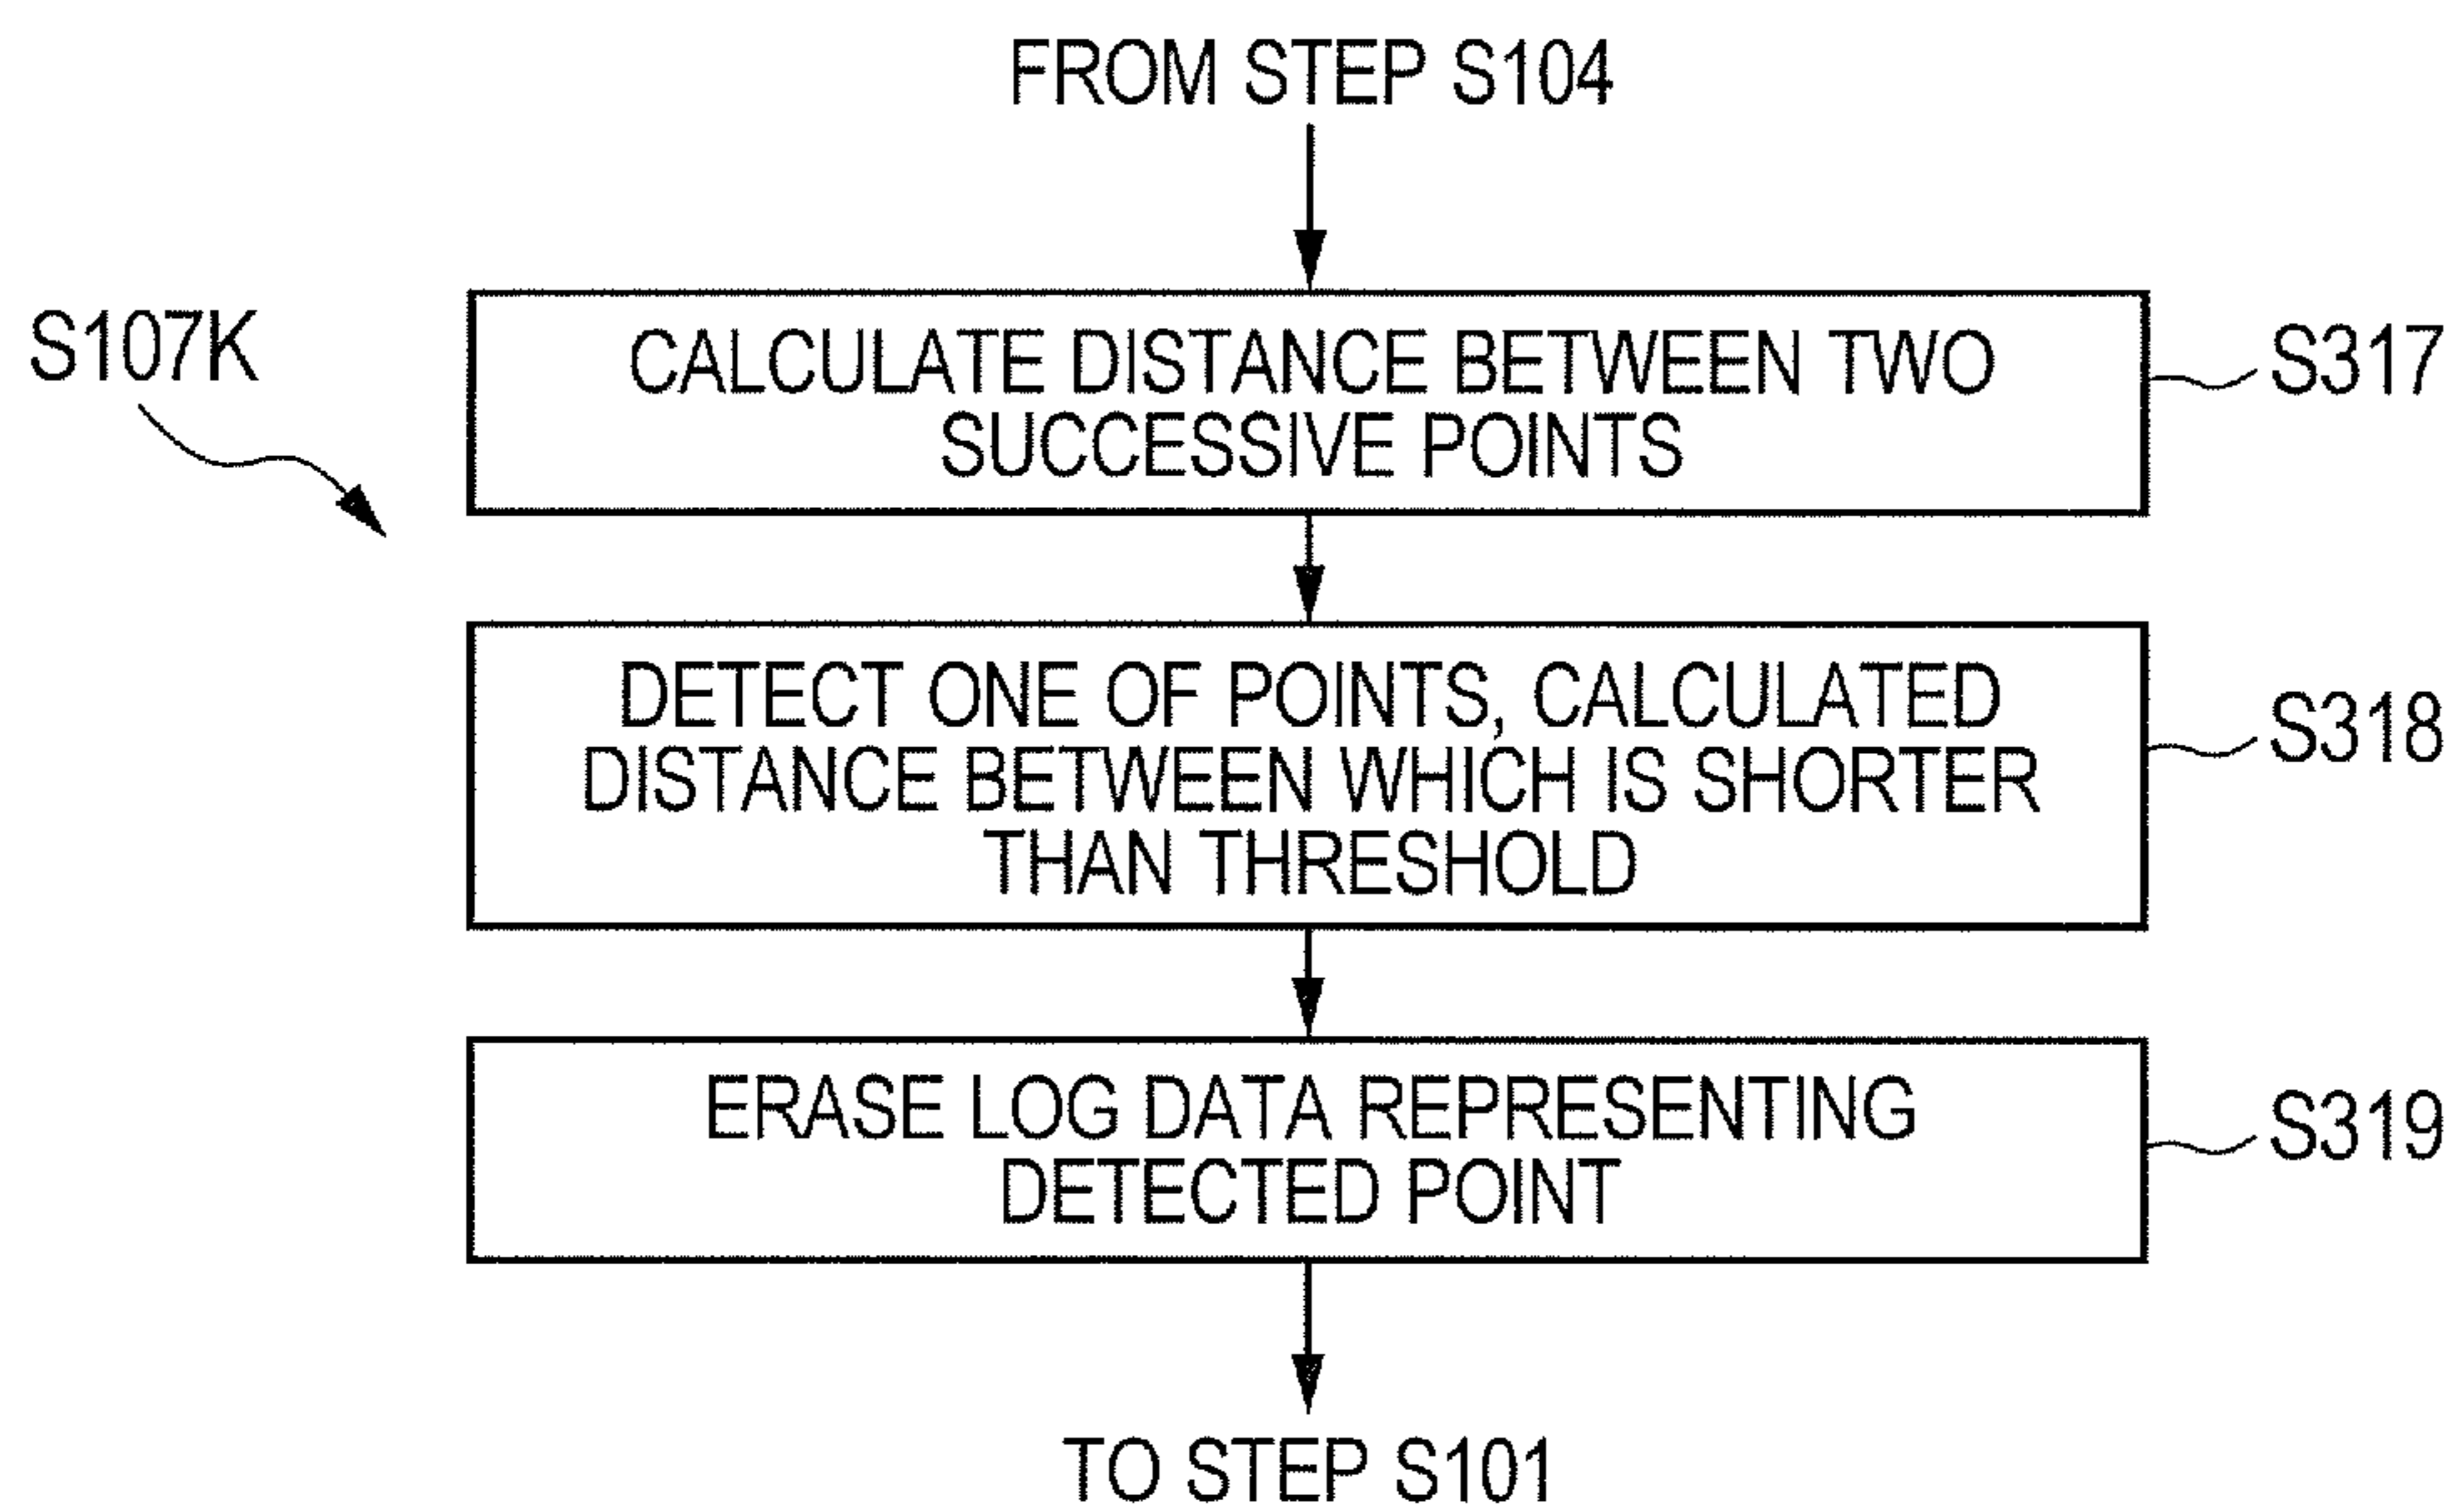 FROM STEP S104
S107K
CALCULATE DISTANCE BETWEEN TWO
SUCCESSIVE POINTS
S317
DETECT ONE OF POINTS, CALCULATED
DISTANCE BETWEEN WHICH IS SHORTER
THAN THRESHOLD
S318
ERASE LOG DATA REPRESENTING
DETECTED POINT
S319
TO STEP S101